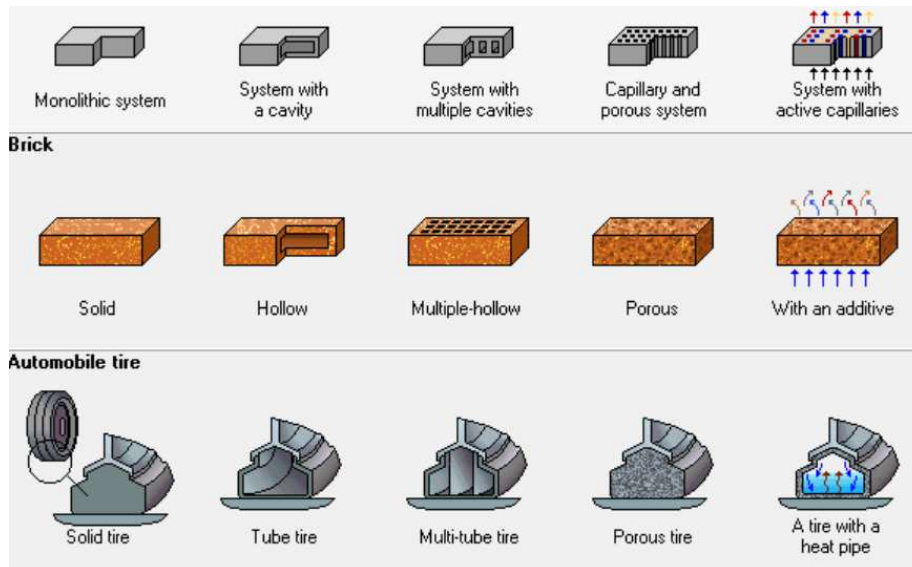 Monolithic system
System with
a cavity
System with
multiple cavities
Capillary and
porous system
System with
active capillaries
Brick
Solid
Hollow
Multiple-hollow
Porous
With an additive
Automobile tire
Solid tire
Tube tire
Multi-tube tire
Porous tire
A tire with a
heat pipe